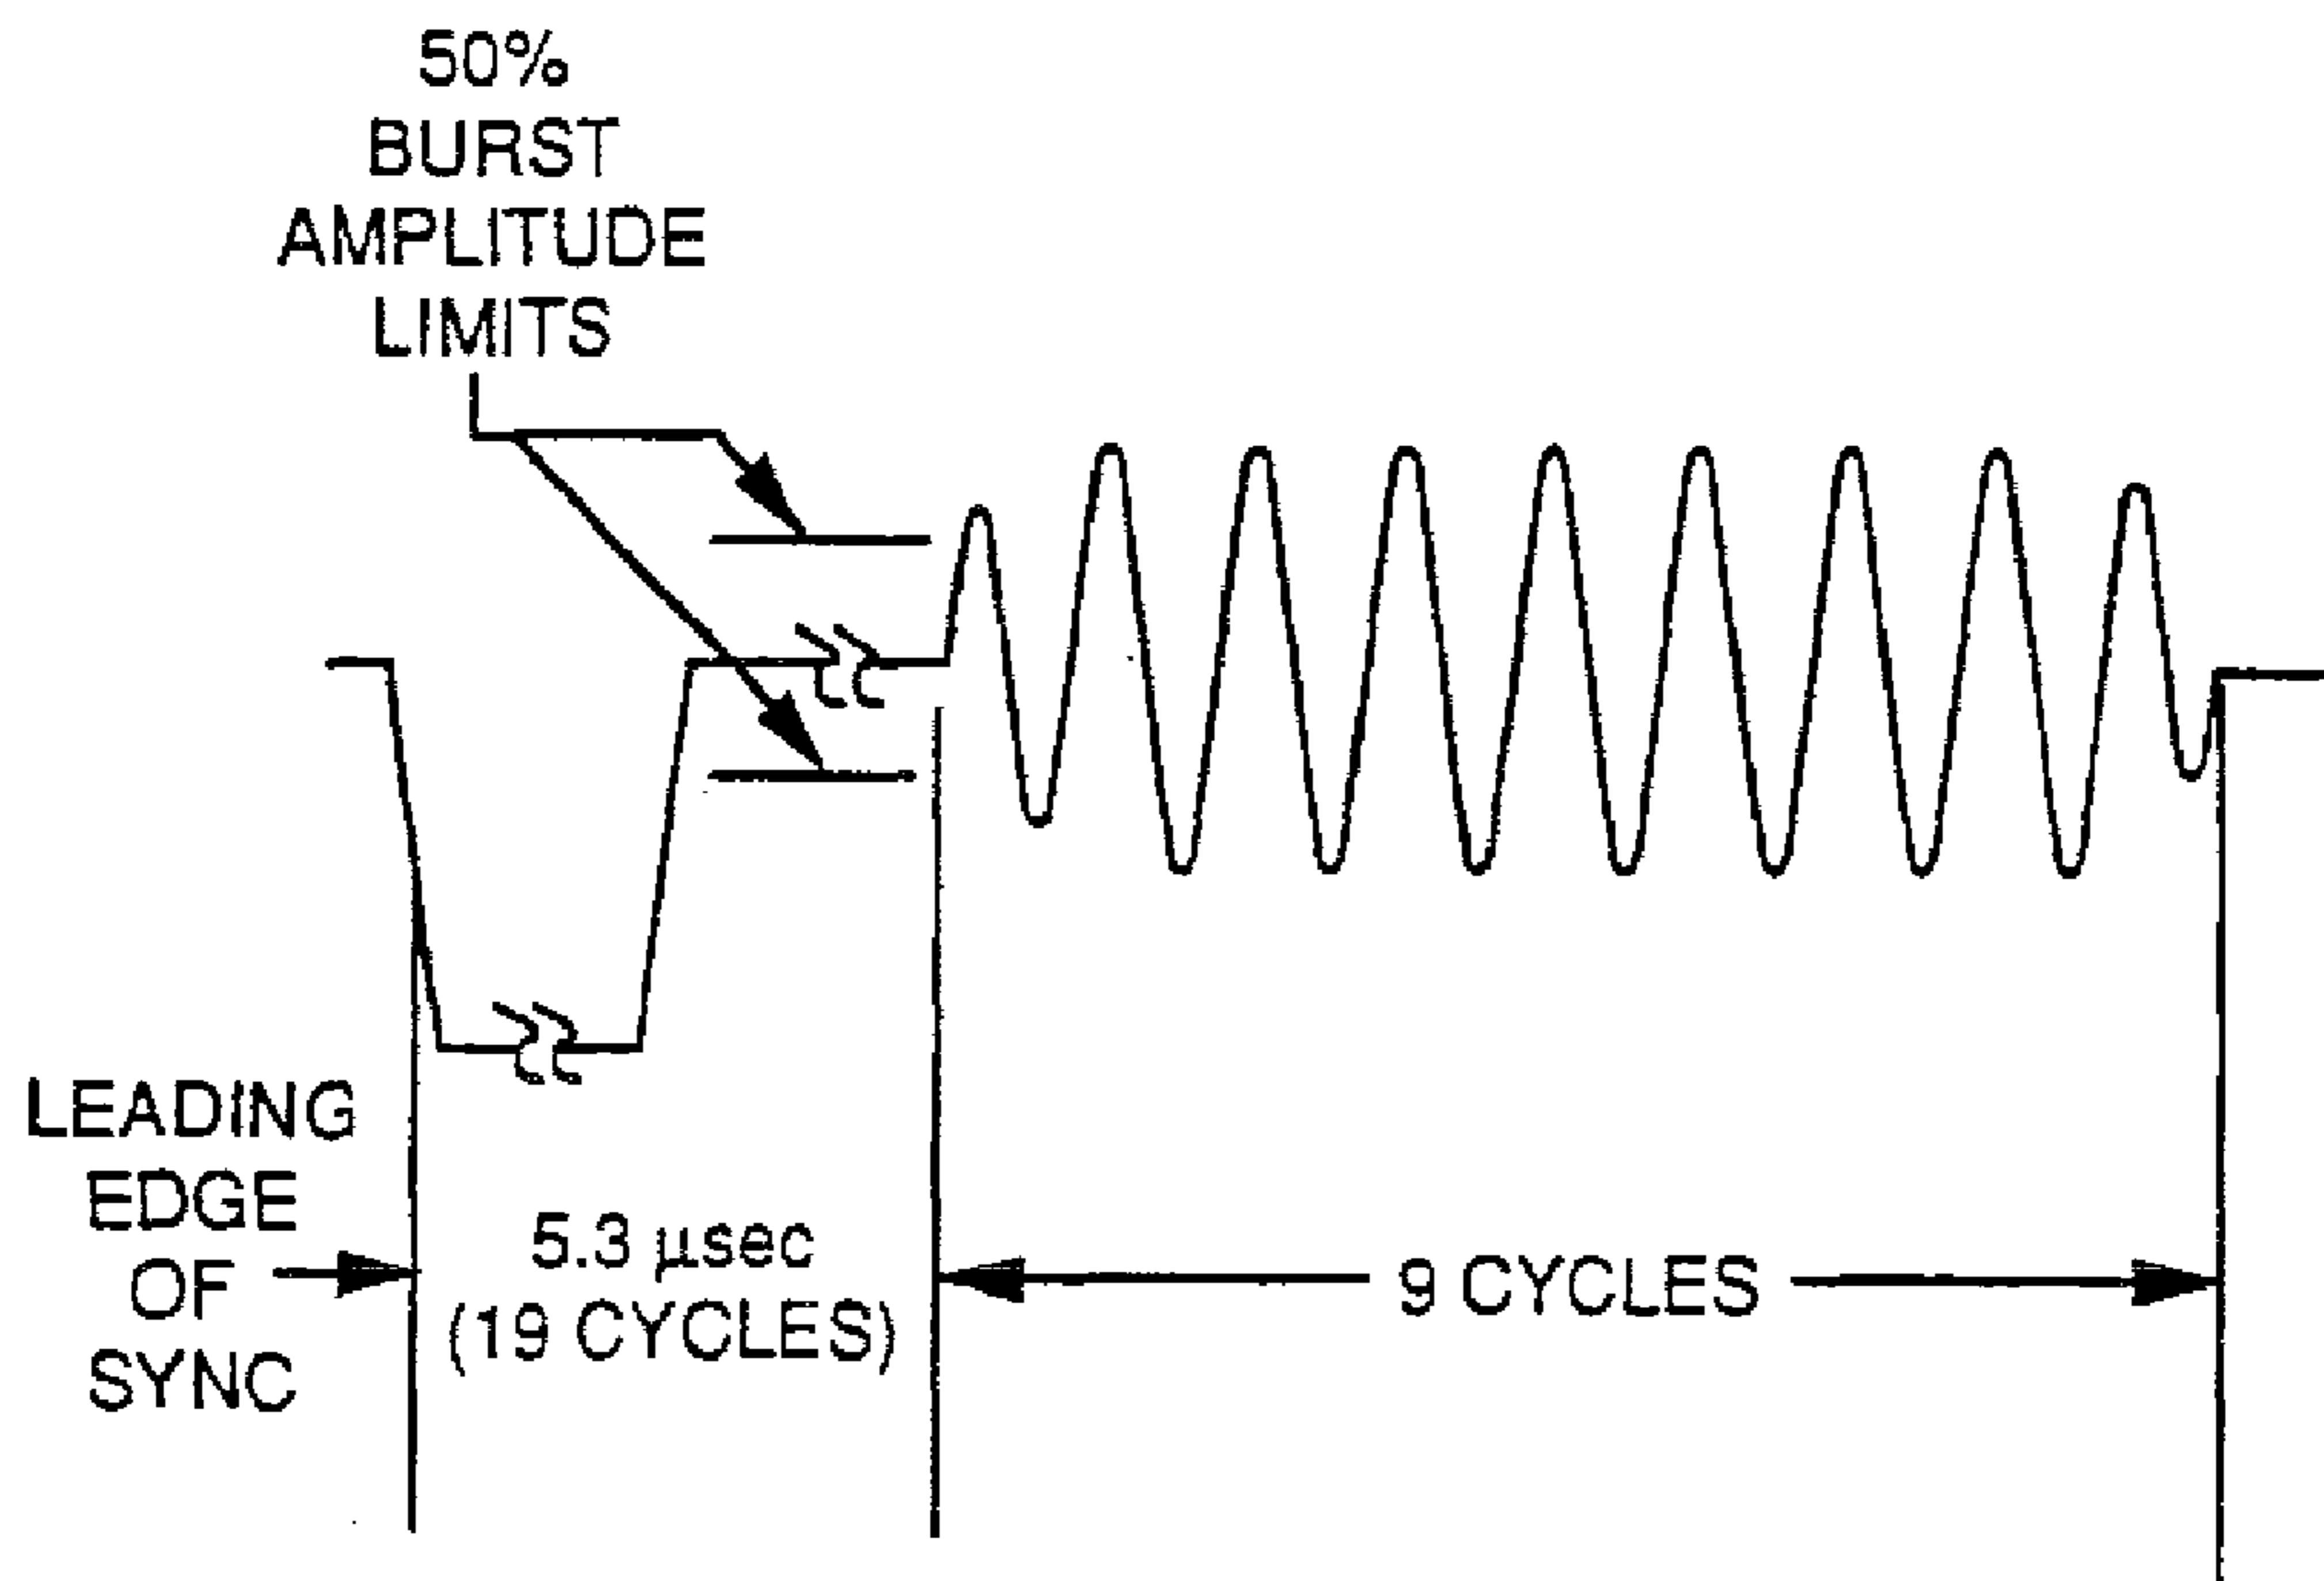 50%
BURST
AMPLITUDE
LIMITS
LEADING
EDGE
OF
SYNC
5.3 µsec
(19 CYCLES)
9 CYCLES